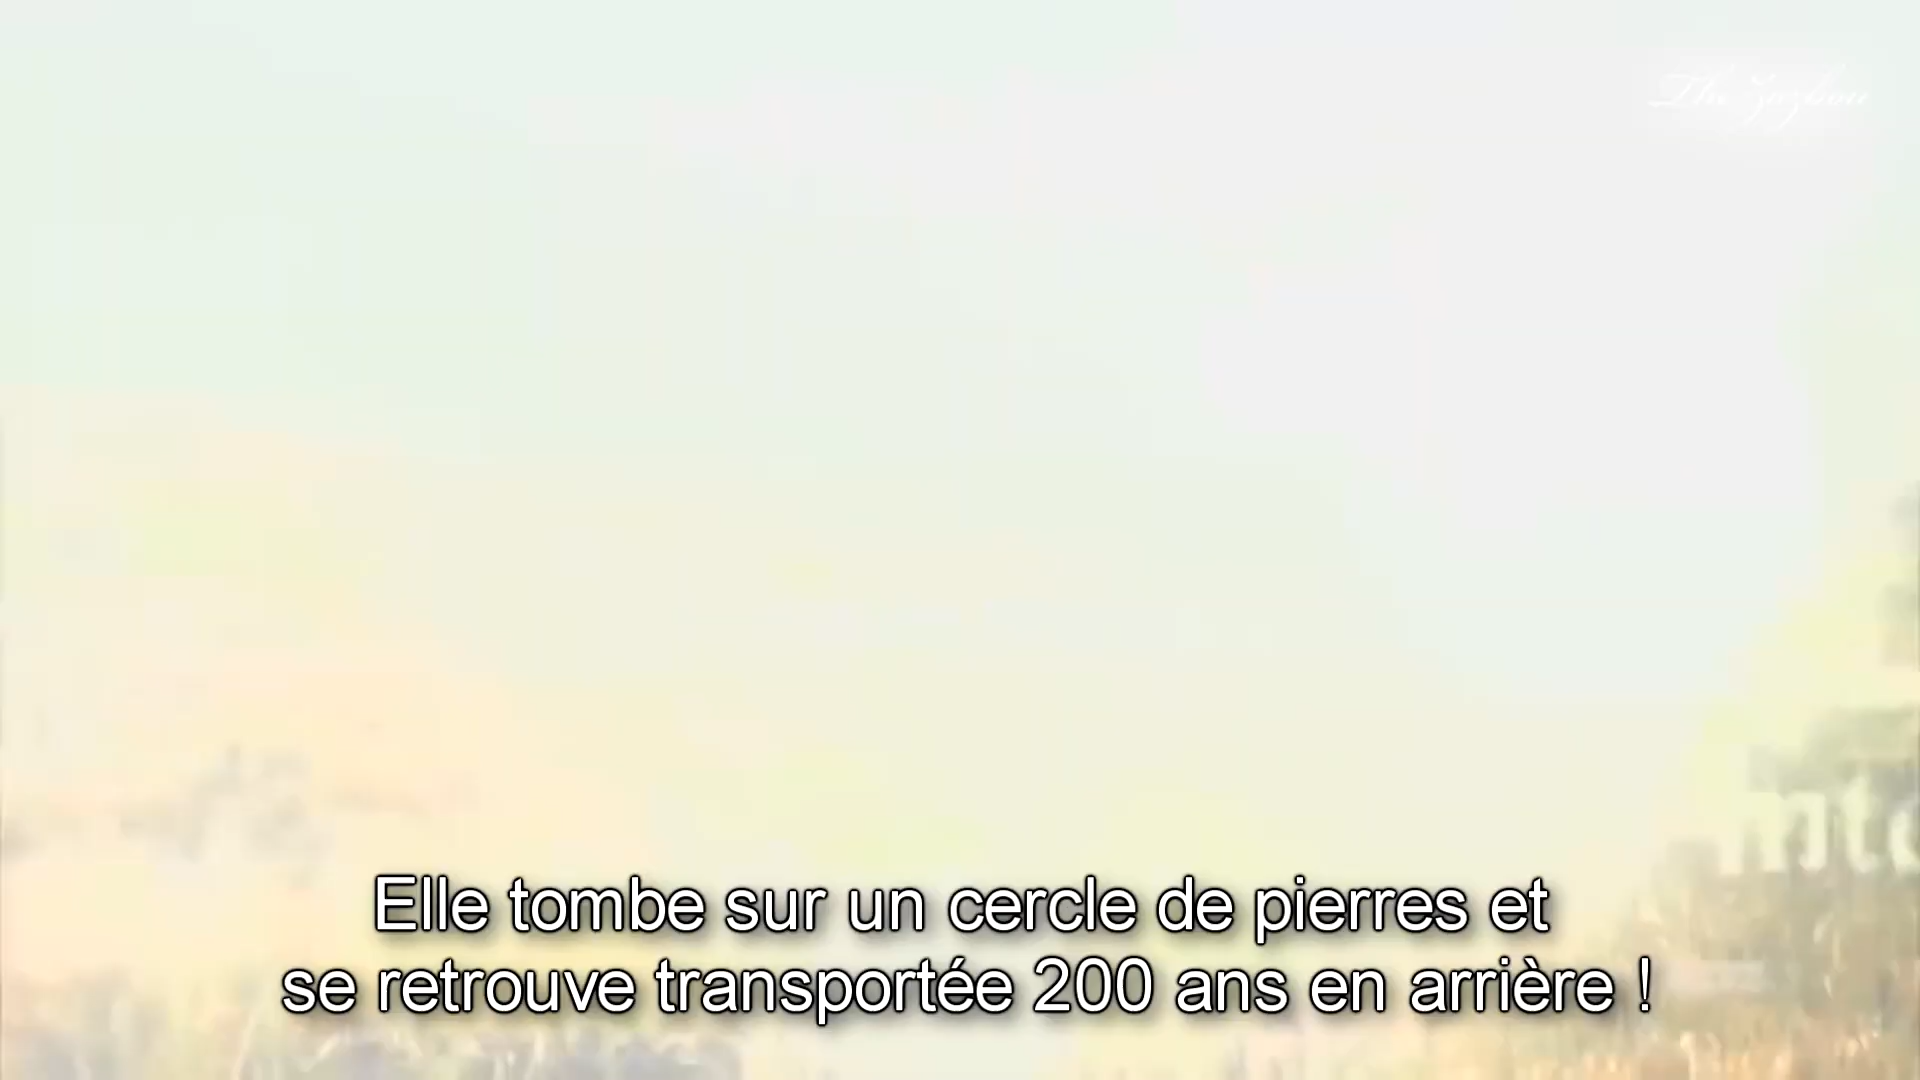 Elle tombe sur un cercle de pierres et
se retrouve transportée 200 ans en arrière !